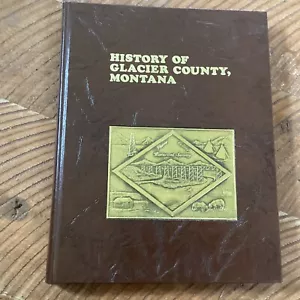 HISTORY OF
GLACIER COUNTY,
MONTANA